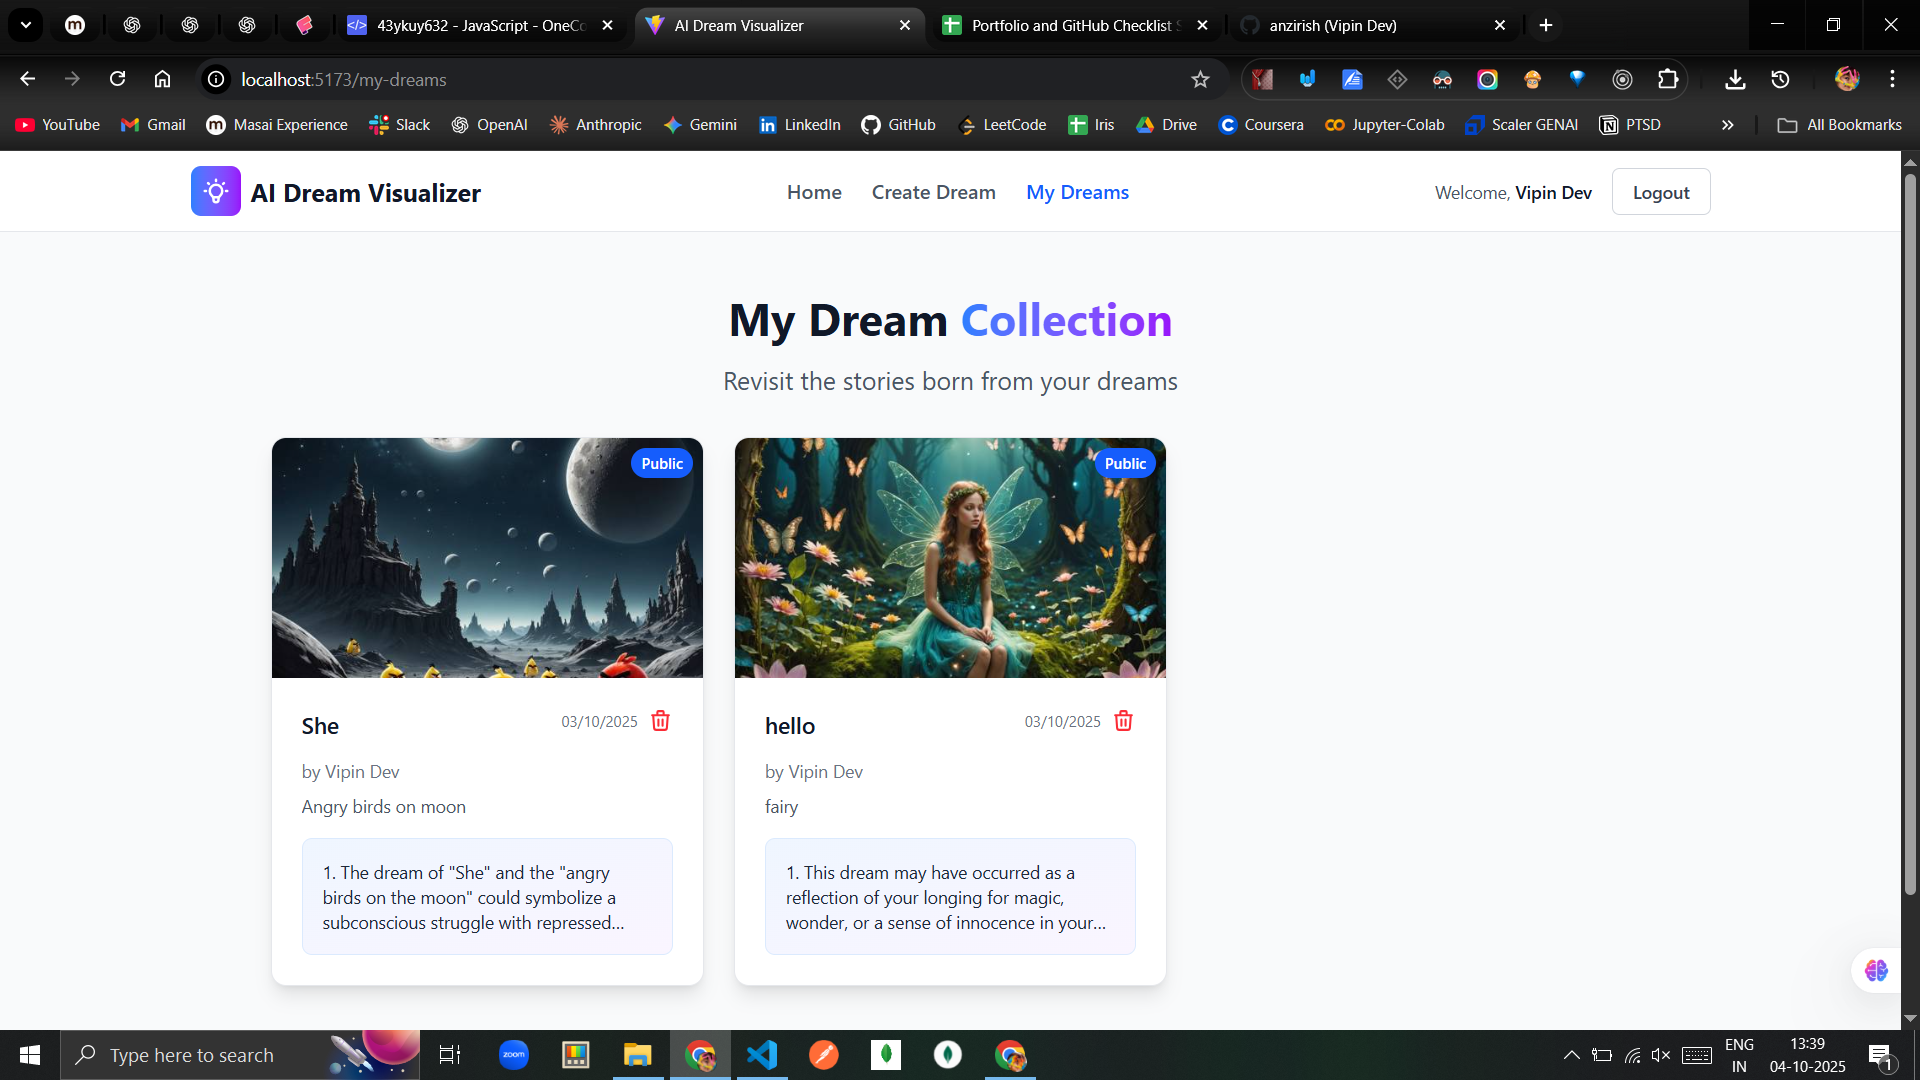 43ykuy632 - JavaScript - OneCo
AI Dream Visualizer
Portfolio and GitHub Checklist S
anzirish (Vipin Dev)
localhost:5173/my-dreams
YouTube
Gmail
Masai Experience
Slack
OpenAI
Anthropic
Gemini
LinkedIn
GitHub
LeetCode
Iris
Drive
Coursera
Jupyter-Colab
Scaler GENAI
PTSD
All Bookmarks
AI Dream Visualizer
Home
Create Dream
My Dreams
Welcome, Vipin Dev
Logout
My Dream Collection
Revisit the stories born from your dreams
Public
She
03/10/2025
by Vipin Dev
Angry birds on moon
1. The dream of "She" and the "angry
birds on the moon" could symbolize a
subconscious struggle with repressed...
Public
hello
03/10/2025
by Vipin Dev
fairy
1. This dream may have occurred as a
reflection of your longing for magic,
wonder, or a sense of innocence in your...
Type here to search
zoom
ENG
IN
13:39
04-10-2025
1